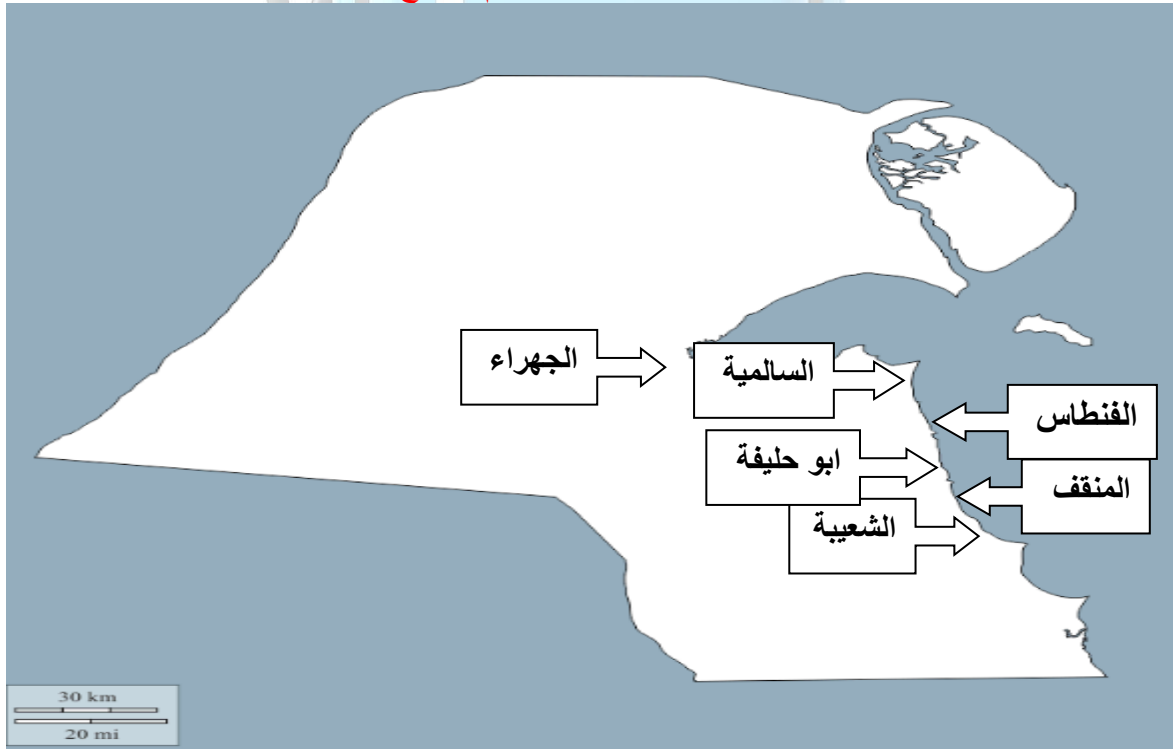 الجهراء
السالمية
الفنطاس
ابو حليفة
المنقف
الشعيبة
30 km
20 mi